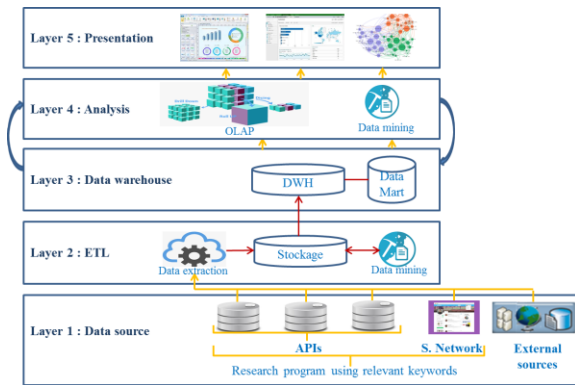 Layer 5 : Presentation
Layer 4 : Analysis
OLAP
Data mining
Layer 3 : Data warehouse
DWH
Data
Mart
Layer 2 : ETL
Data extraction
Stockage
Data mining
Layer 1 : Data source
APIs
S. Network
External
sources
Research program using relevant keywords